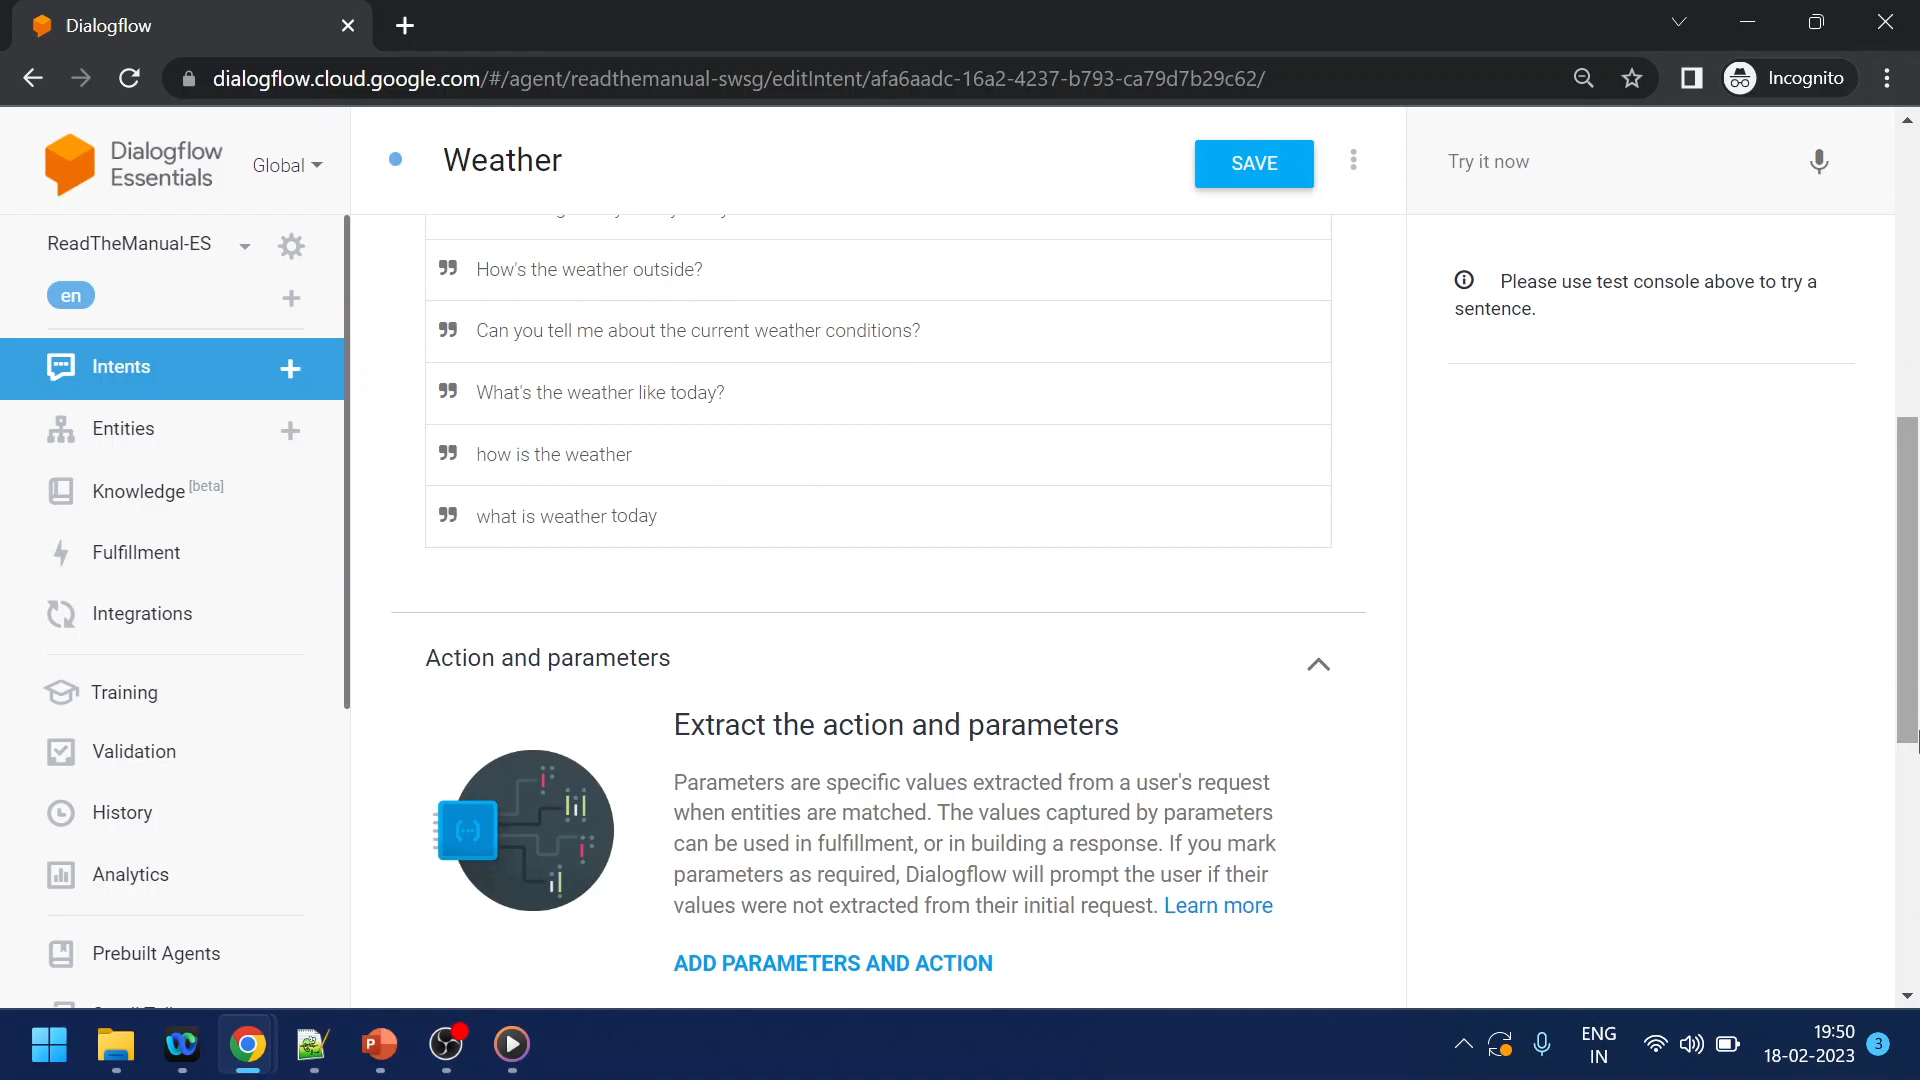 Dialogflow
dialogflow.cloud.google.com/#/agent/readthemanual-swsg/editIntent/afa6aadc-16a2-4237-b793-ca79d7b29c62/
Incognito
Dialogflow
Essentials
Global
Weather
SAVE
Try it now
ReadTheManual-ES
en
Intents
Entities
Knowledge [beta]
Fulfillment
Integrations
Training
Validation
History
Analytics
Prebuilt Agents
How's the weather outside?
Can you tell me about the current weather conditions?
What's the weather like today?
how is the weather
what is weather today
Action and parameters
Extract the action and parameters
Parameters are specific values extracted from a user's request
when entities are matched. The values captured by parameters
can be used in fulfillment, or in building a response. If you mark
parameters as required, Dialogflow will prompt the user if their
values were not extracted from their initial request. Learn more
ADD PARAMETERS AND ACTION
Please use test console above to try a
sentence.
ENG
IN
19:50
18-02-2023
3